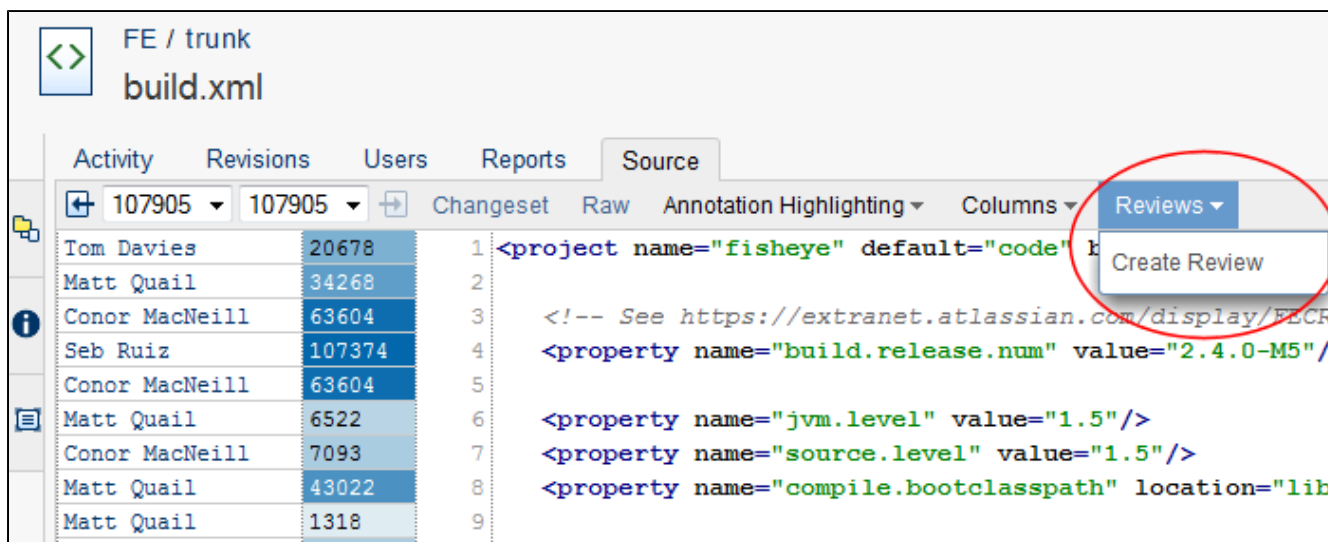 FE / trunk
build.xml
Activity Revisions Users Reports Source
107905 107905 Changeset Raw Annotation Highlighting Columns Reviews
Create Review
Tom Davies 20678 1 <project name="fisheye" default="code" b
Matt Quail 34268 2
Conor MacNeill 63604 3 <!-- See https://extranet.atlassian.com/display/FECR
Seb Ruiz 107374 4 <property name="build.release.num" value="2.4.0-M5"/
Conor MacNeill 63604 5
Matt Quail 6522 6 <property name="jvm.level" value="1.5"/>
Conor MacNeill 7093 7 <property name="source.level" value="1.5"/>
Matt Quail 43022 8 <property name="compile.bootclasspath" location="lib
Matt Quail 1318 9